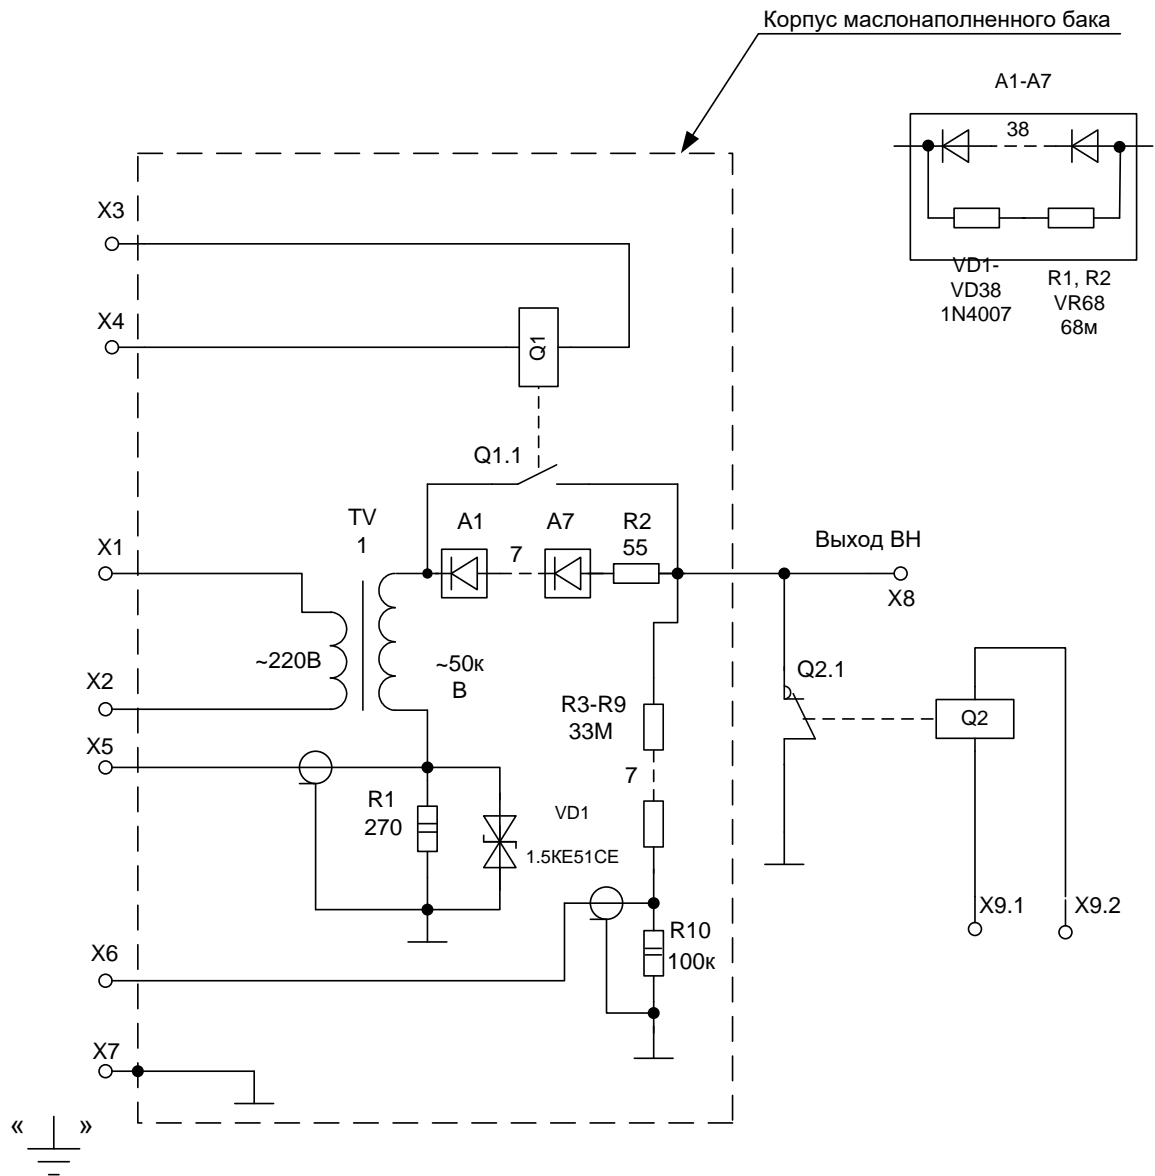 Корпус маслонаполненного бака
A1-A7
38
VD1-
VD38
1N4007
R1, R2
VR68
68м
X3
X4
Q1
Q1.1
TV
1
A1
7
A7
R2
55
Выход ВН
X8
X1
~220В
X2
~50к
В
Q2.1
Q2
R3-R9
33М
7
X5
R1
270
VD1
1.5KE51CE
X9.1
X9.2
R10
100к
X6
X7
« »